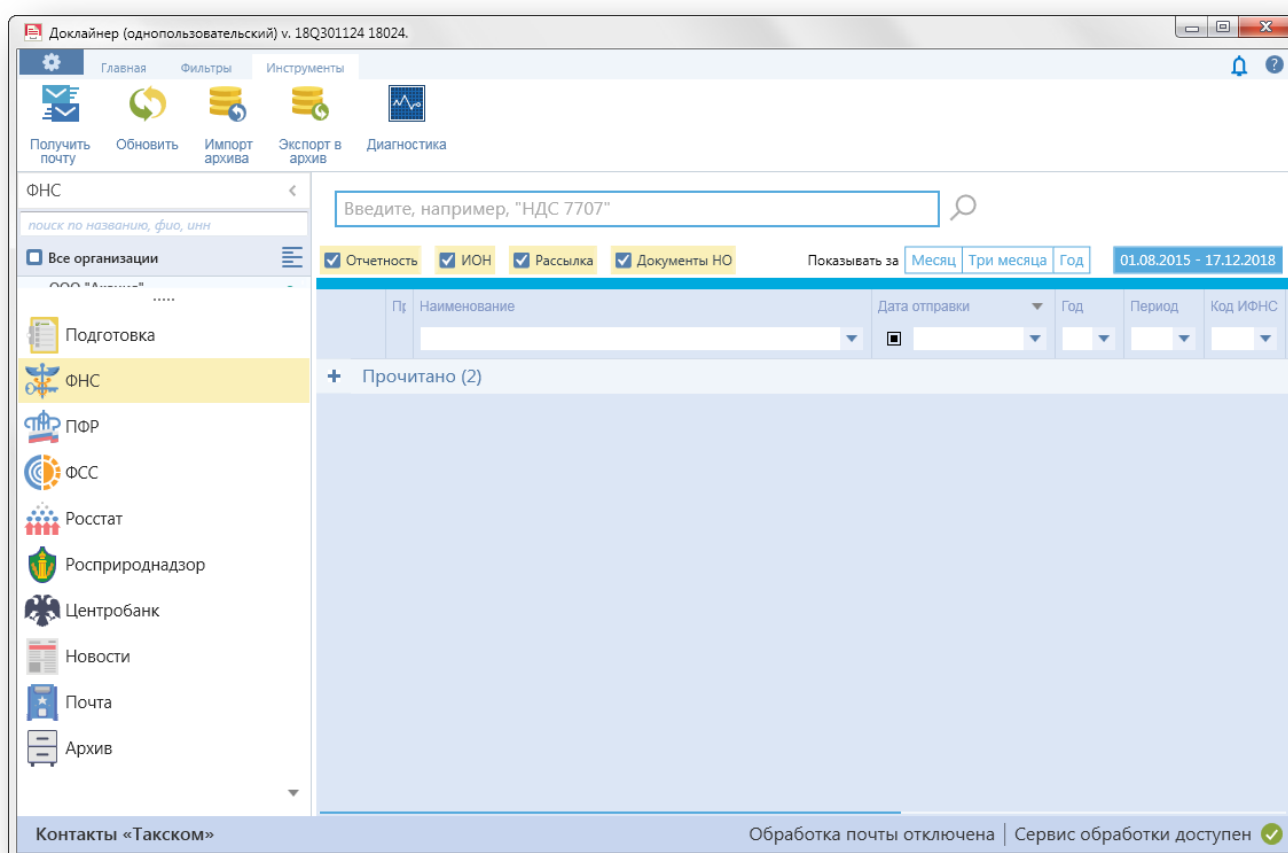 Доклайнер (однопользовательский) v. 18Q301124 18024.
Главная Фильтры Инструменты
Получить почту
Обновить
Импорт архива
Экспорт в архив
Диагностика
ФНС
поиск по названию, фио, инн
Все организации
Введите, например, "НДС 7707"
Отчетность ИОН Рассылка Документы НО
Показывать за Месяц Три месяца Год 01.08.2015 - 17.12.2018
Наименование Дата отправки Год Период Код ИФНС
Прочитано (2)
Подготовка
ФНС
ПФР
ФСС
Росстат
Росприроднадзор
Центробанк
Новости
Почта
Архив
Контакты «Такском»
Обработка почты отключена Сервис обработки доступен